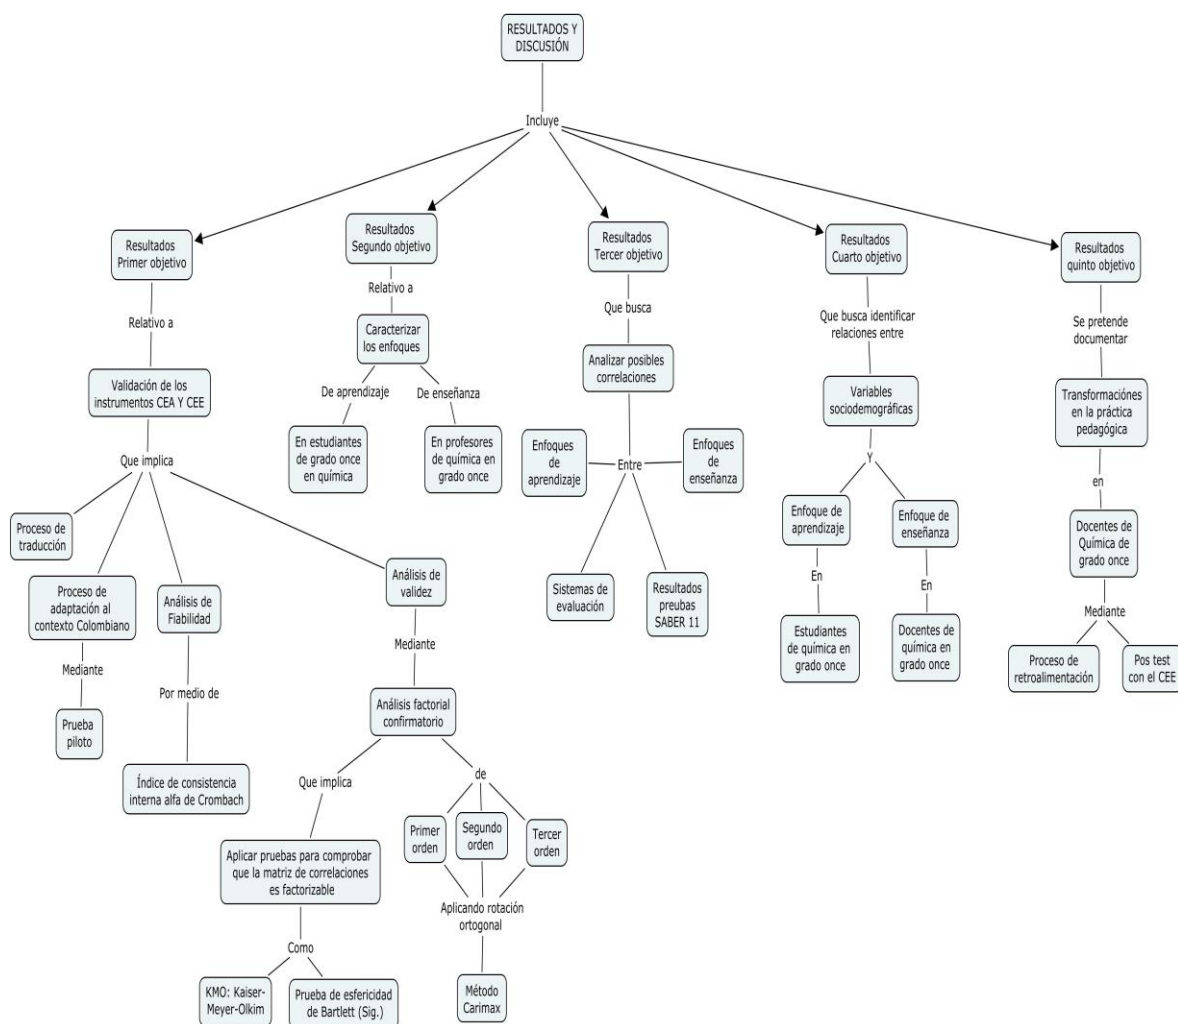 RESULTADOS Y
DISCUSIÓN
Incluye
Resultados
Primer objetivo
Relativo a
Validación de los
instrumentos CEA Y CEE
Que implica
Proceso de
traducción
Proceso de
adaptación al
contexto Colombiano
Mediante
Prueba
piloto
Análisis de
Fiabilidad
Por medio de
Índice de consistencia
interna alfa de Crombach
Análisis de
validez
Mediante
Análisis factorial
confirmatorio
Que implica
Aplicar pruebas para comprobar
que la matriz de correlaciones
es factorizable
Como
KMO: Kaiser-
Meyer-Olkim
Prueba de esfericidad
de Bartlett (Sig.)
de
Primer
orden
Segundo
orden
Tercer
orden
Aplicando rotación
ortogonal
Método
Carimax
Resultados
Segundo objetivo
Relativo a
Caracterizar
los enfoques
De aprendizaje
En estudiantes
de grado once
en química
De enseñanza
En profesores
de química en
grado once
Resultados
Tercer objetivo
Que busca
Analizar posibles
correlaciones
Entre
Enfoques
de
aprendizaje
Enfoques
de
enseñanza
Sistemas de
evaluación
Resultados
preubas
SABER 11
Resultados
Cuarto objetivo
Que busca identificar
relaciones entre
Variables
sociodemográficas
Y
Enfoque de
aprendizaje
En
Estudiantes
de química en
grado once
Enfoque de
enseñanza
En
Docentes de
química en
grado once
Resultados
quinto objetivo
Se pretende
documentar
Transformaciónes
en la práctica
pedagógica
en
Docentes de
Química de
grado once
Mediante
Proceso de
retroalimentación
Pos test
con el CEE